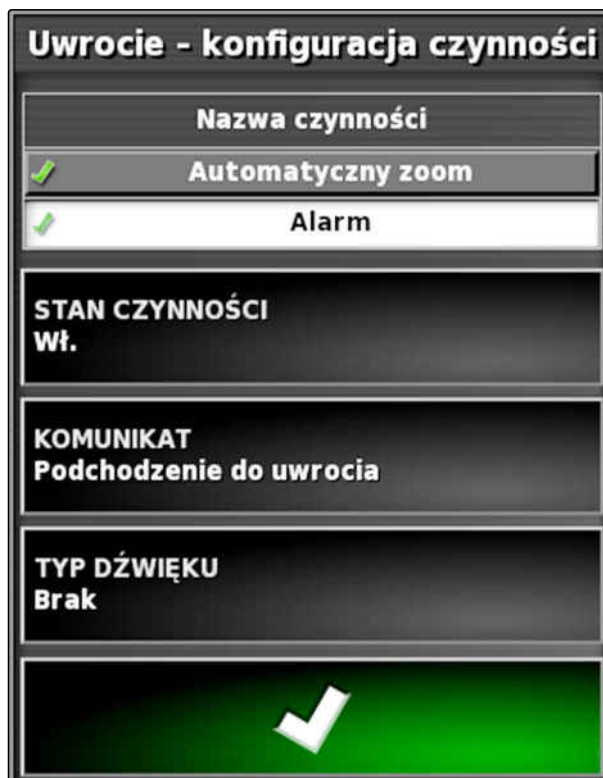 Uwrocie - konfiguracja czynności
Nazwa czynności
Automatyczny zoom
Alarm
STAN CZYNNOŚCI
Wł.
KOMUNIKAT
Podchodzenie do uwrocia
TYP DŹWIĘKU
Brak